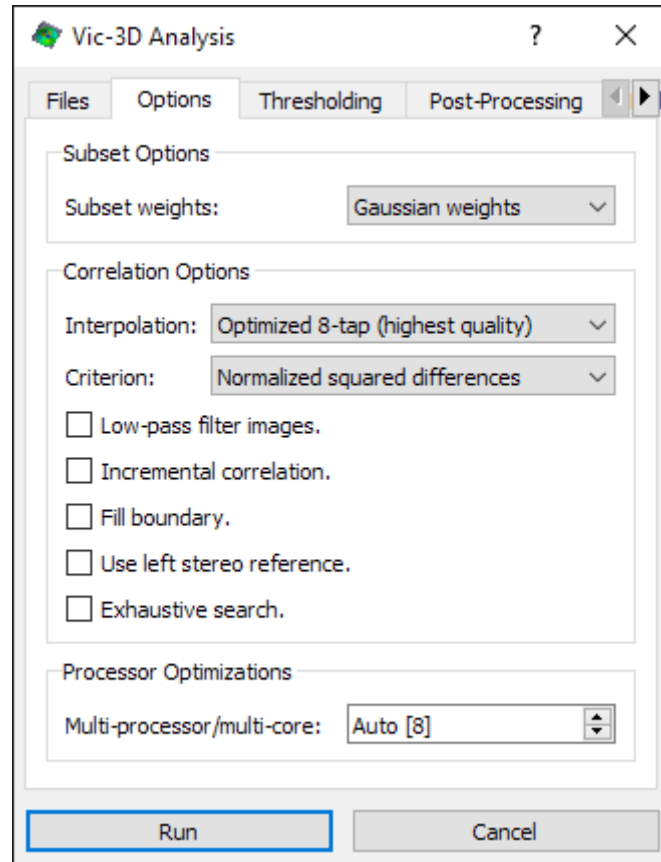 Vic-3D Analysis
Files Options Thresholding Post-Processing
Subset Options
Subset weights: Gaussian weights
Correlation Options
Interpolation: Optimized 8-tap (highest quality)
Criterion: Normalized squared differences
Low-pass filter images.
Incremental correlation.
Fill boundary.
Use left stereo reference.
Exhaustive search.
Processor Optimizations
Multi-processor/multi-core: Auto [8]
Run Cancel